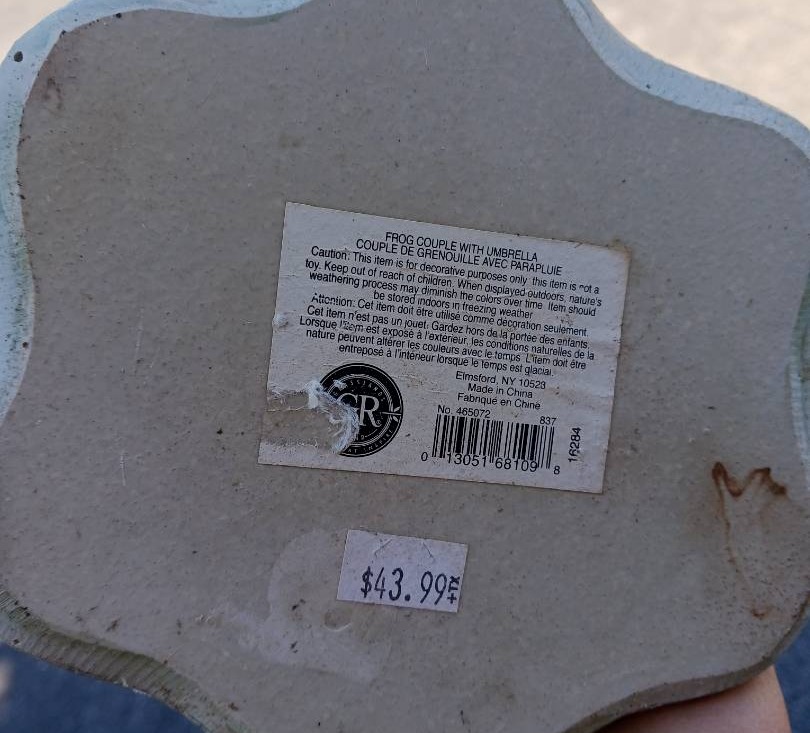 FROG COUPLE WITH UMBRELLA
COUPLE DE GRENOUILLE AVEC PARAPLUIE
Caution: This item is for decorative purposes only this item is not a
toy. Keep out of reach of children. When displayed outdoors, nature's
weathering process may diminish the colors over time Item should
be stored indoors in freezing weather
Attention: Cet item doit être utilisé comme décoration seulement.
Cet item n'est pas un jouet. Gardez hors de la portée des enfants.
Lorsque l'item est exposé à l'extérieur, les conditions naturelles de la
nature peuvent altérer les couleurs avec le temps. L'item doit être
entreposé à l'intérieur lorsque le temps est glacial.
Elmsford, NY 10523
Made in China
Fabriqué en Chine
No. 465072 837
GR
0 13051 68109 8
16284
$43.99+TX